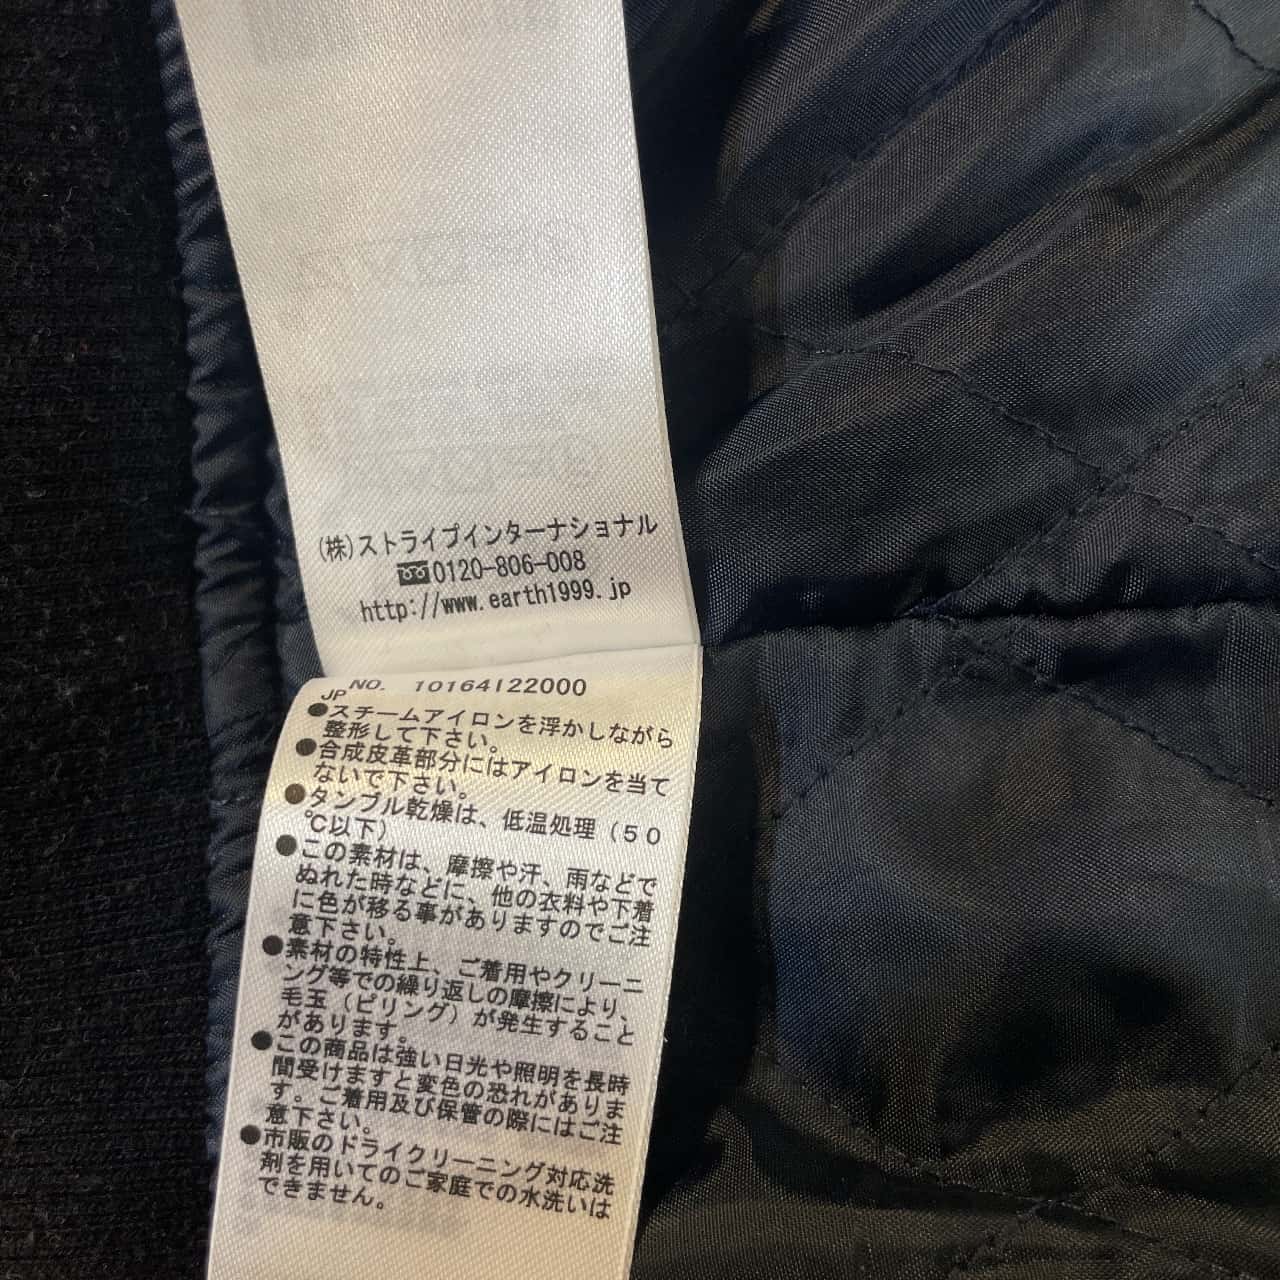 (株)ストライプインターナショナル
0120-806-008
http://www.earth1999.jp
NO. 10164122000
JP
●スチームアイロンを浮かしながら
整形して下さい。
●合成皮革部分にはアイロンを当て
ないで下さい。
●タンブル乾燥は、低温処理(50
℃以下)
●この素材は、摩擦や汗、雨などで
ぬれた時などに、他の衣料や下着
に色が移る事がありますのでご注
意下さい。
●素材の特性上、ご着用やクリーニ
ング等での繰り返しの摩擦により、
毛玉(ピリング)が発生すること
があります。
●この商品は強い日光や照明を長時
間受けますと変色の恐れがありま
す。ご着用及び保管の際にはご注
意下さい。
●市販のドライクリーニング対応洗
剤を用いてのご家庭での水洗いは
できません。